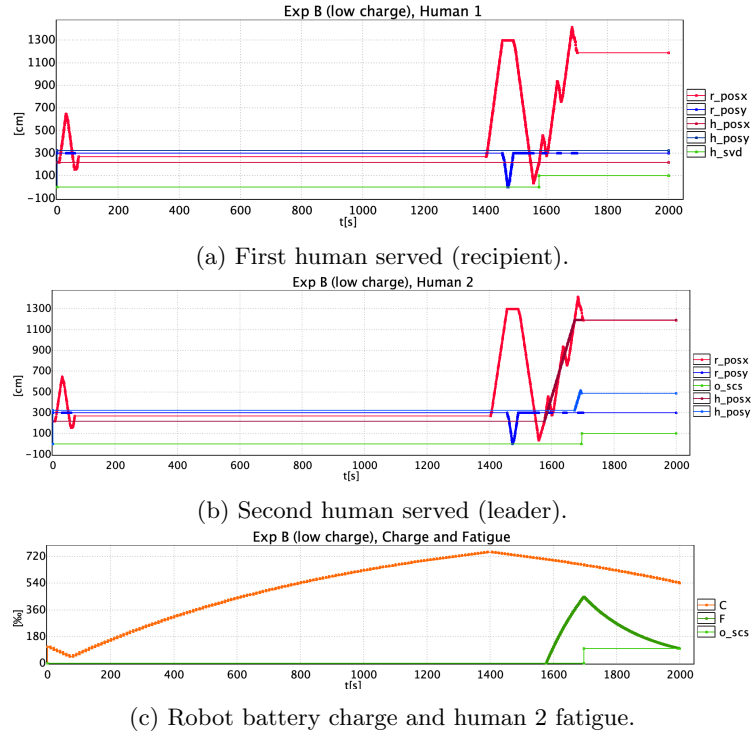 Exp B (low charge), Human 1
1300
1100
900
700
500
300
100
−100
[cm]
0 200 400 600 800 1000 1200 1400 1600 1800 2000
t[s]
r_posx
r_posy
h_posx
h_posy
h_svd
(a) First human served (recipient).
Exp B (low charge), Human 2
1300
1100
900
700
500
300
100
−100
[cm]
0 200 400 600 800 1000 1200 1400 1600 1800 2000
t[s]
r_posx
r_posy
o_scs
h_posx
h_posy
(b) Second human served (leader).
Exp B (low charge), Charge and Fatigue
720
540
360
180
0
[‰]
0 200 400 600 800 1000 1200 1400 1600 1800 2000
t[s]
C
F
o_scs
(c) Robot battery charge and human 2 fatigue.